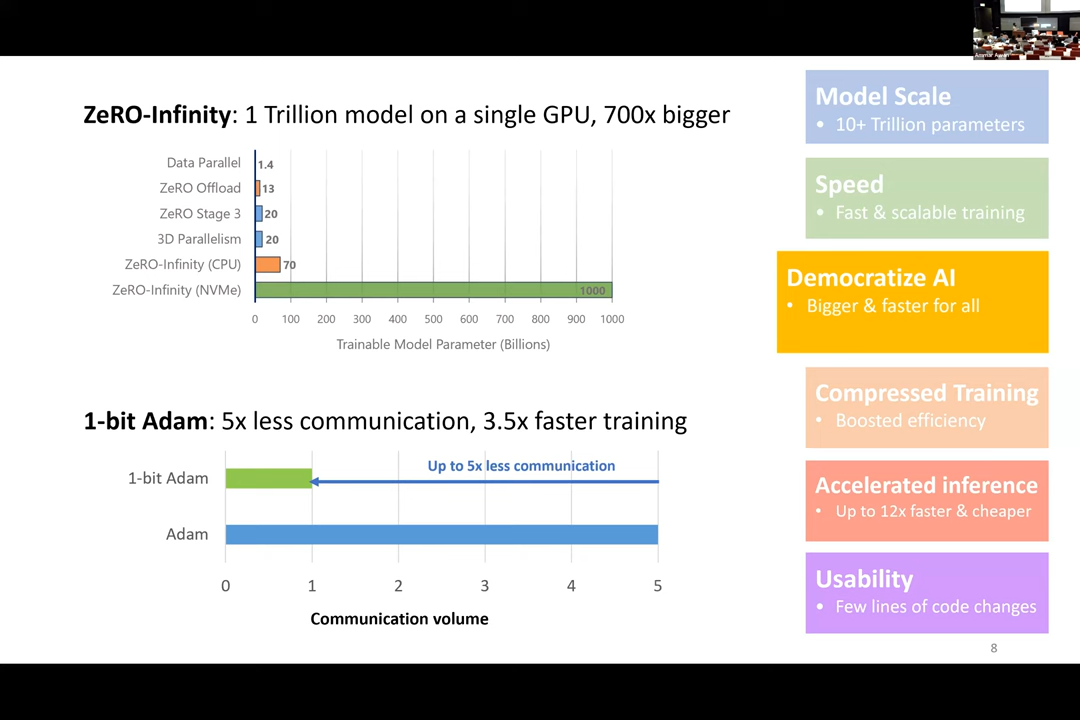 Ammar Awan
ZeRO-Infinity: 1 Trillion model on a single GPU, 700x bigger
Data Parallel 1.4
ZeRO Offload 13
ZeRO Stage 3 20
3D Parallelism 20
ZeRO-Infinity (CPU) 70
ZeRO-Infinity (NVMe) 1000
0 100 200 300 400 500 600 700 800 900 1000
Trainable Model Parameter (Billions)
1-bit Adam: 5x less communication, 3.5x faster training
Up to 5x less communication
1-bit Adam
Adam
0 1 2 3 4 5
Communication volume
Model Scale
• 10+ Trillion parameters
Speed
• Fast & scalable training
Democratize AI
• Bigger & faster for all
Compressed Training
• Boosted efficiency
Accelerated inference
• Up to 12x faster & cheaper
Usability
• Few lines of code changes
8